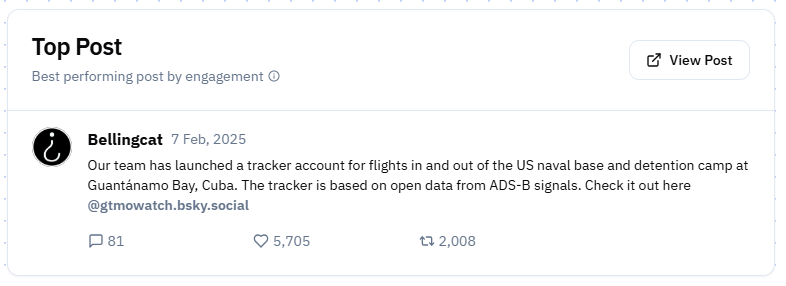 Top Post
Best performing post by engagement
View Post
Bellingcat 7 Feb, 2025
Our team has launched a tracker account for flights in and out of the US naval base and detention camp at
Guantánamo Bay, Cuba. The tracker is based on open data from ADS-B signals. Check it out here
@gtmowatch.bsky.social
81 5,705 2,008